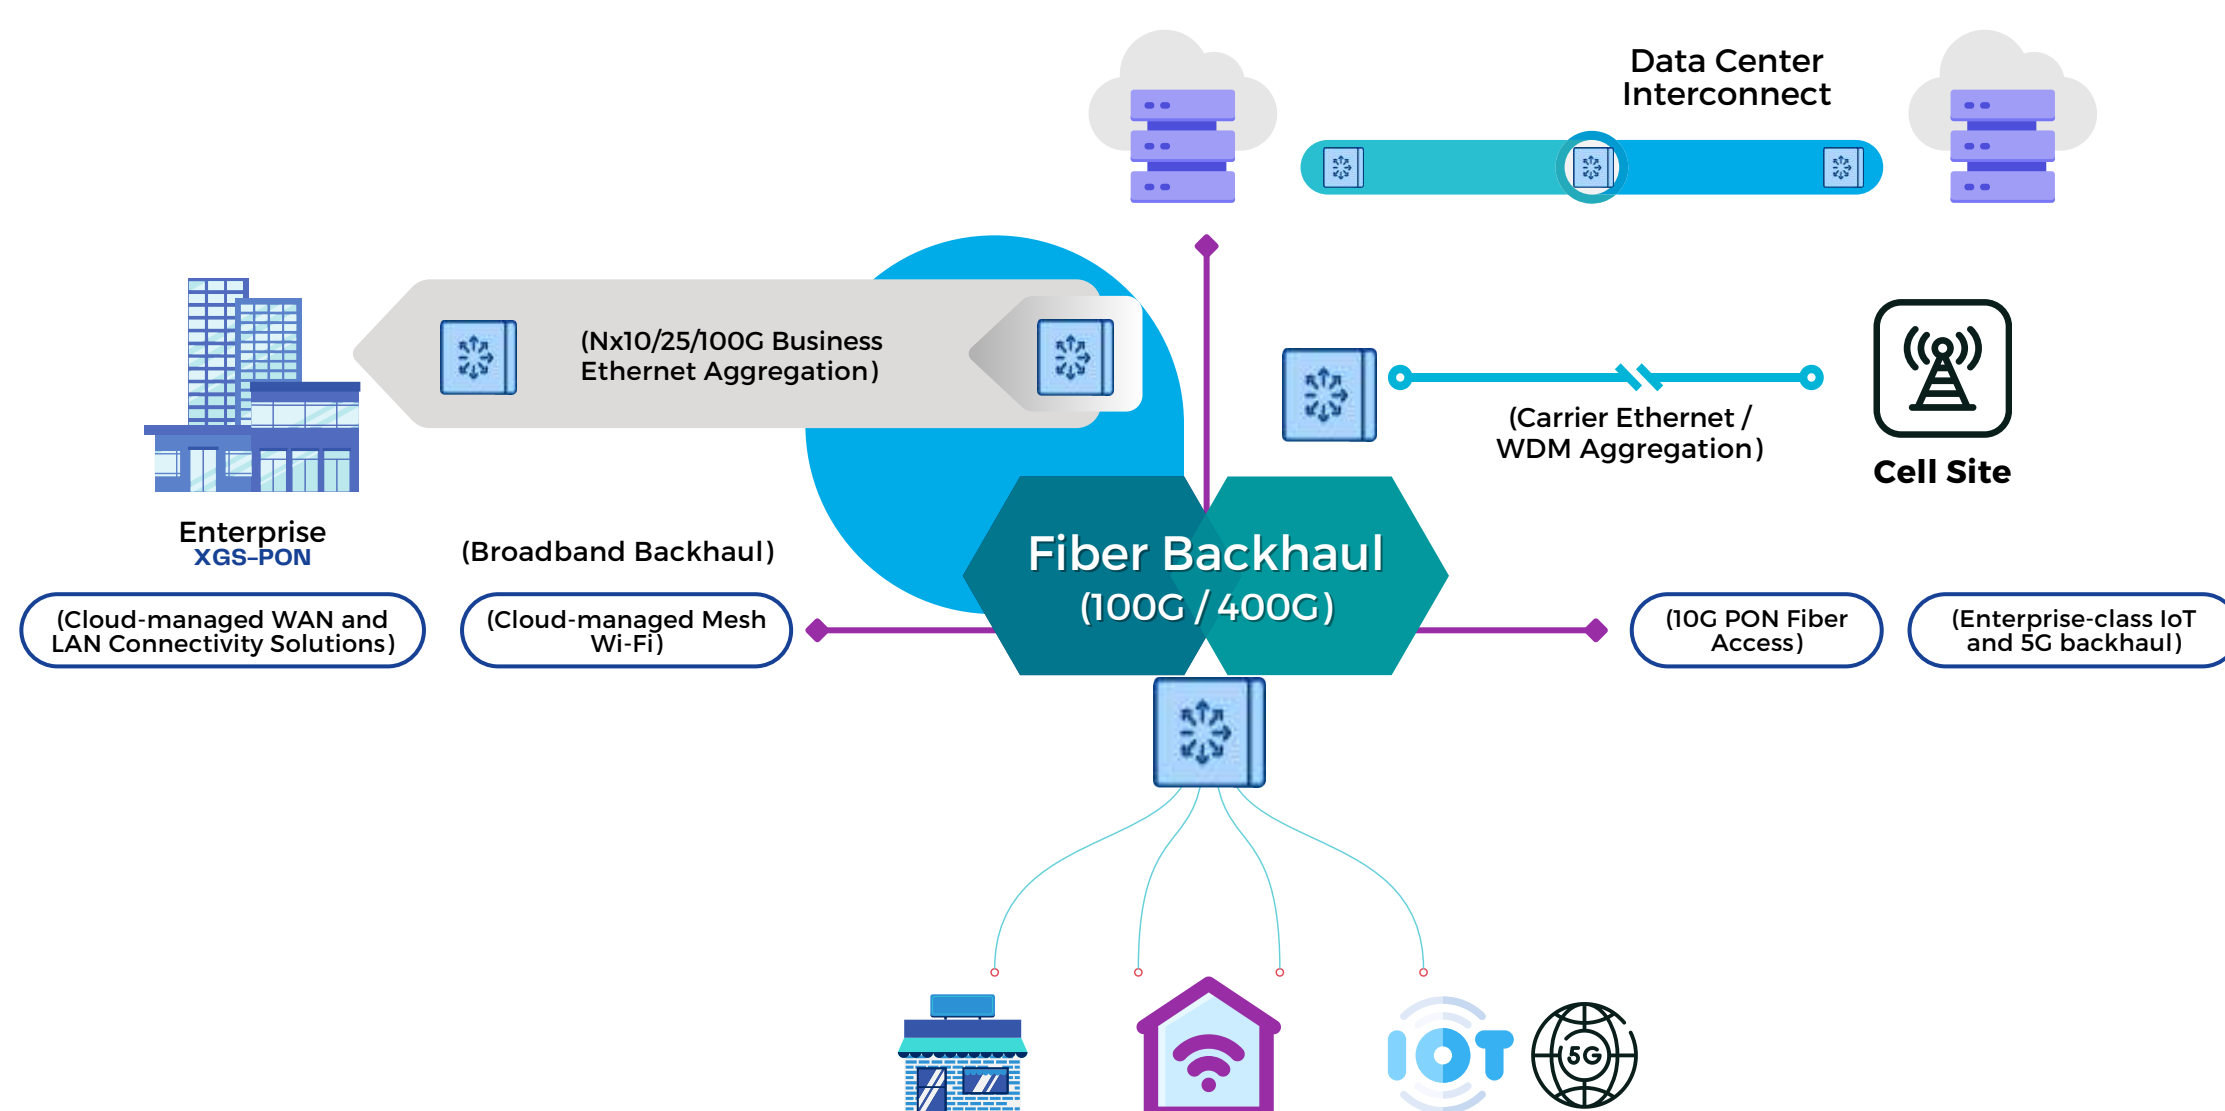 Data Center
Interconnect
(Nx10/25/100G Business
Ethernet Aggregation)
(Carrier Ethernet /
WDM Aggregation)
Cell Site
Enterprise
XGS-PON
(Broadband Backhaul)
Fiber Backhaul
(100G / 400G)
(Cloud-managed WAN and
LAN Connectivity Solutions)
(Cloud-managed Mesh
Wi-Fi)
(10G PON Fiber
Access)
(Enterprise-class IoT
and 5G backhaul)
IOT
5G